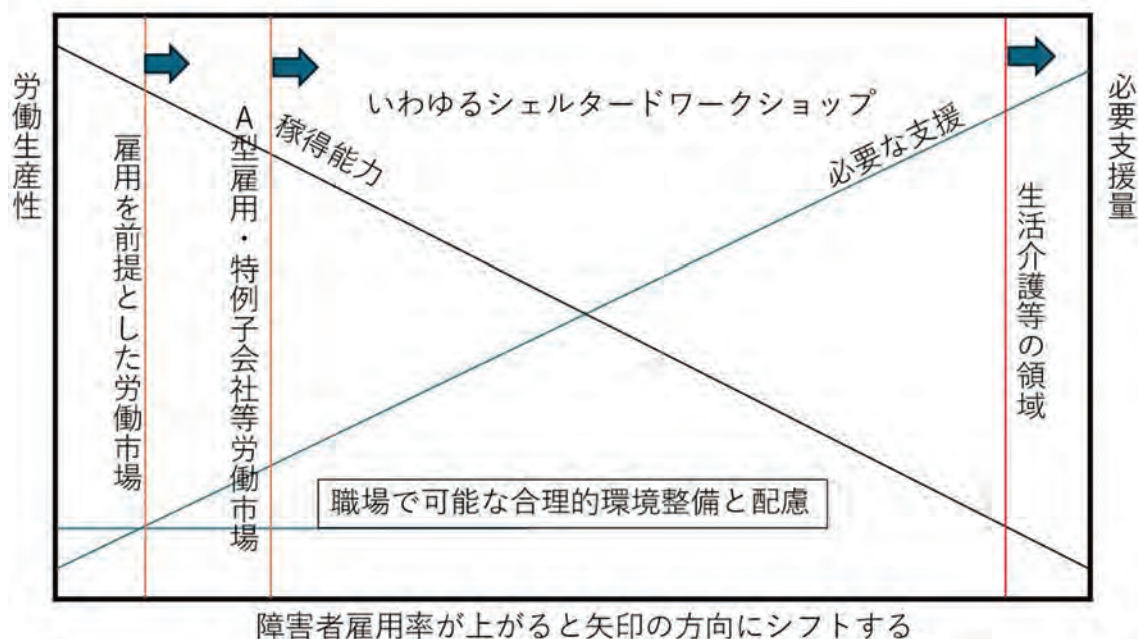 労働生産性
雇用を前提とした労働市場
A型雇用・特例子会社等労働市場
稼得能力
いわゆるシェルタードワークショップ
必要な支援
生活介護等の領域
必要支援量
職場で可能な合理的環境整備と配慮
障害者雇用率が上がると矢印の方向にシフトする